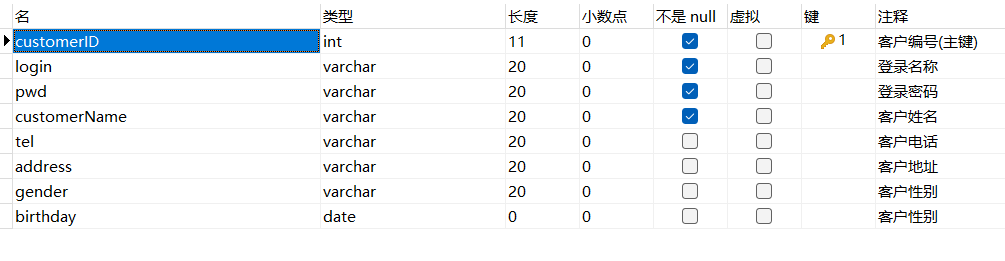 名 类型 长度 小数点 不是 null 虚拟 键 注释
customerID int 11 0 1 客户编号(主键)
login varchar 20 0 登录名称
pwd varchar 20 0 登录密码
customerName varchar 20 0 客户姓名
tel varchar 20 0 客户电话
address varchar 20 0 客户地址
gender varchar 20 0 客户性别
birthday date 0 0 客户性别